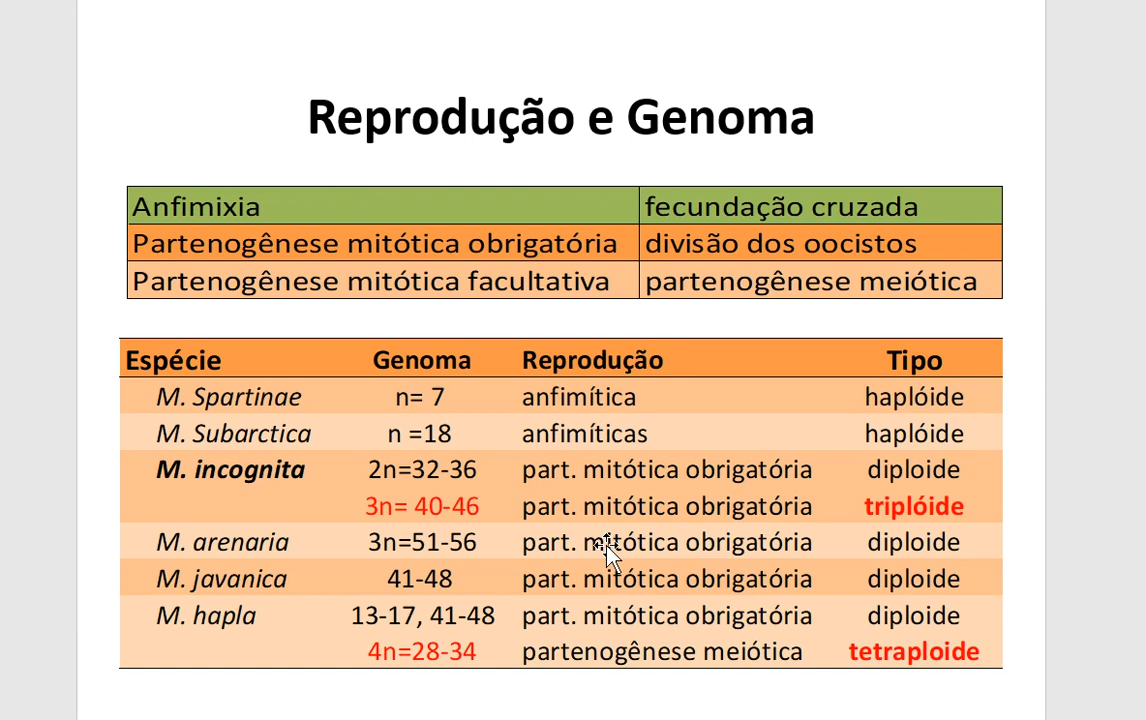 Reprodução e Genoma
Anfimixia fecundação cruzada
Partenogênese mitótica obrigatória divisão dos oocistos
Partenogênese mitótica facultativa partenogênese meiótica
Espécie Genoma Reprodução Tipo
M. Spartinae n= 7 anfimítica haplóide
M. Subarctica n =18 anfimíticas haplóide
M. incognita 2n=32-36 part. mitótica obrigatória diploide
3n= 40-46 part. mitótica obrigatória triplóide
M. arenaria 3n=51-56 part. mitótica obrigatória diploide
M. javanica 41-48 part. mitótica obrigatória diploide
M. hapla 13-17, 41-48 part. mitótica obrigatória diploide
4n=28-34 partenogênese meiótica tetraploide